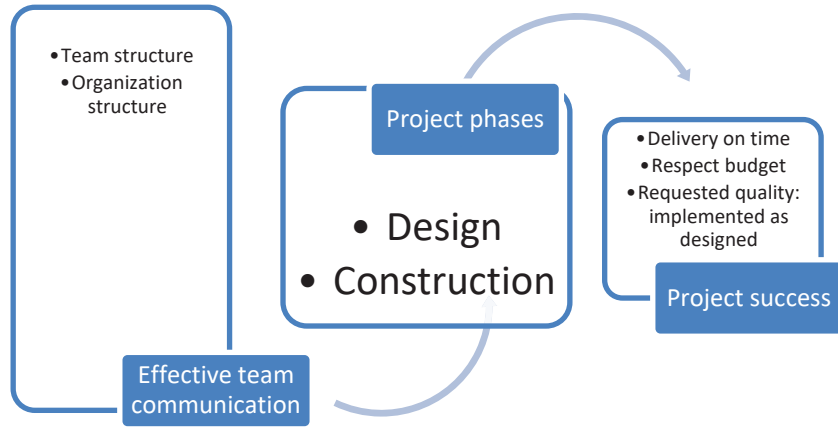 • Team structure
• Organization
structure
Effective team
communication
Project phases
• Design
• Construction
• Delivery on time
• Respect budget
• Requested quality:
implemented as
designed
Project success